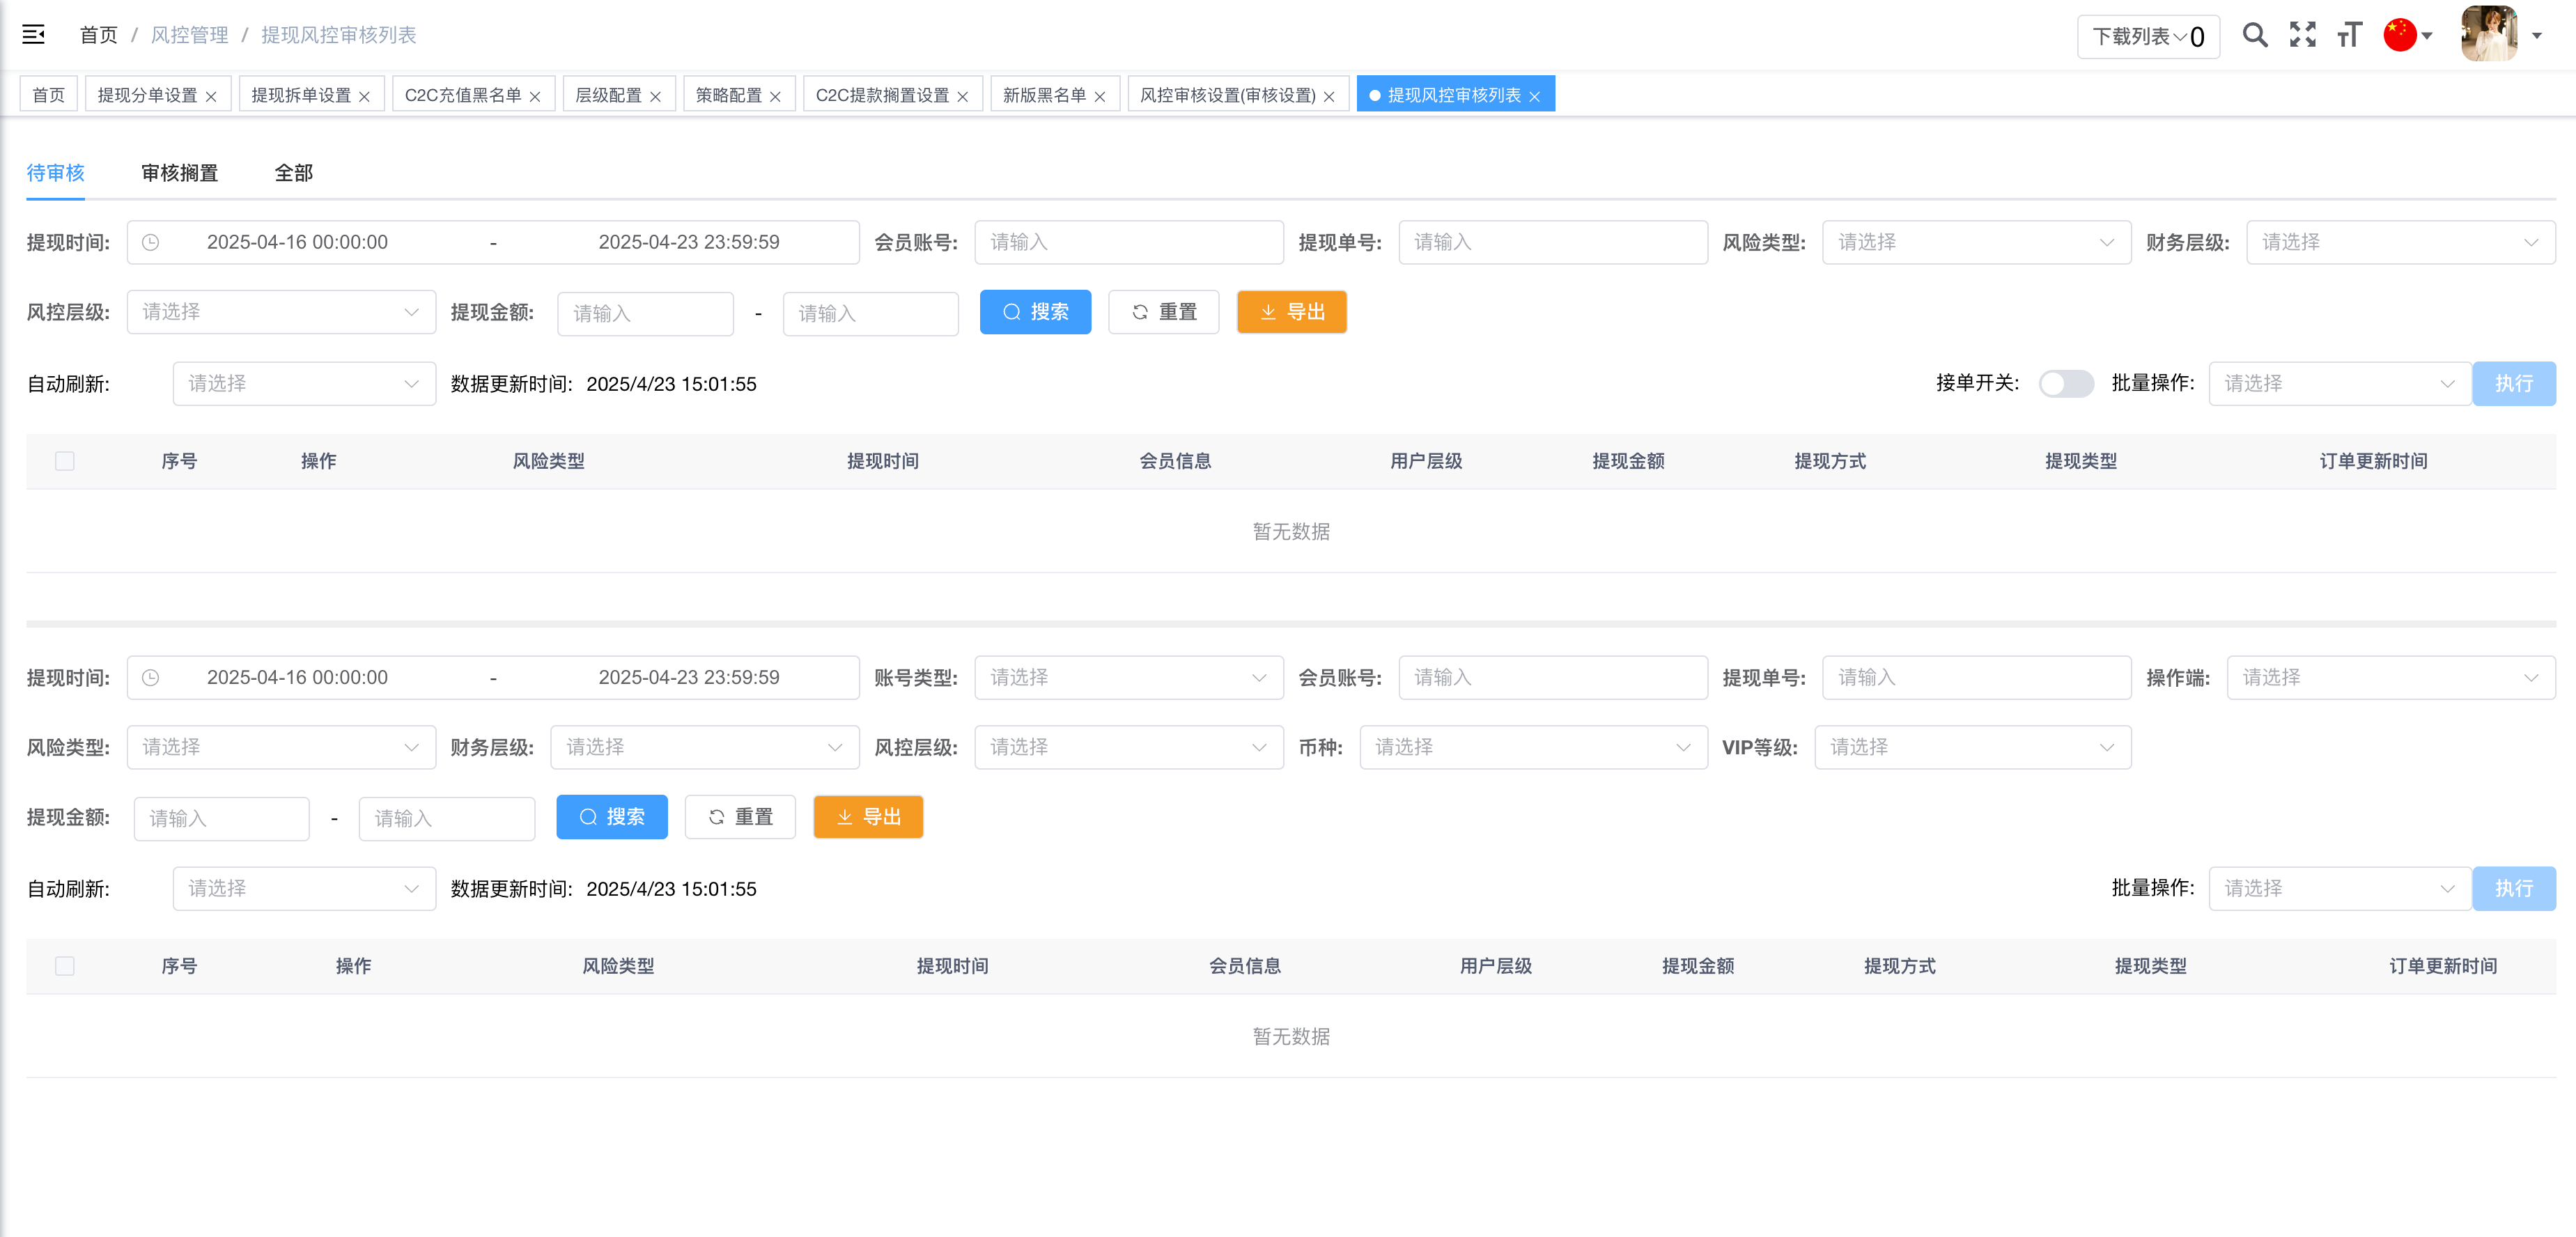 首页 / 风控管理 / 提现风控审核列表 下载列表 0
首页 提现分单设置 提现拆单设置 C2C充值黑名单 层级配置 策略配置 C2C提款搁置设置 新版黑名单 风控审核设置(审核设置) 提现风控审核列表
待审核 审核搁置 全部
提现时间: 2025-04-16 00:00:00 - 2025-04-23 23:59:59 会员账号: 请输入 提现单号: 请输入 风险类型: 请选择 财务层级: 请选择
风控层级: 请选择 提现金额: 请输入 - 请输入 搜索 重置 导出
自动刷新: 请选择 数据更新时间: 2025/4/23 15:01:55 接单开关: 批量操作: 请选择 执行
序号 操作 风险类型 提现时间 会员信息 用户层级 提现金额 提现方式 提现类型 订单更新时间
暂无数据
提现时间: 2025-04-16 00:00:00 - 2025-04-23 23:59:59 账号类型: 请选择 会员账号: 请输入 提现单号: 请输入 操作端: 请选择
风险类型: 请选择 财务层级: 请选择 风控层级: 请选择 币种: 请选择 VIP等级: 请选择
提现金额: 请输入 - 请输入 搜索 重置 导出
自动刷新: 请选择 数据更新时间: 2025/4/23 15:01:55 批量操作: 请选择 执行
序号 操作 风险类型 提现时间 会员信息 用户层级 提现金额 提现方式 提现类型 订单更新时间
暂无数据